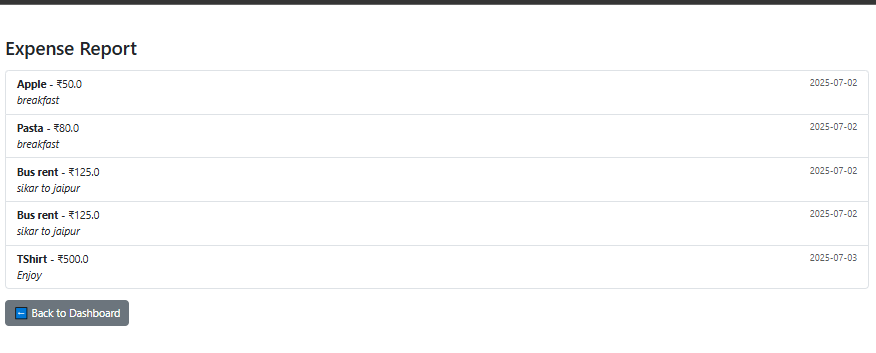 Expense Report
Apple - ₹50.0 2025-07-02
breakfast
Pasta - ₹80.0 2025-07-02
breakfast
Bus rent - ₹125.0 2025-07-02
sikar to jaipur
Bus rent - ₹125.0 2025-07-02
sikar to jaipur
TShirt - ₹500.0 2025-07-03
Enjoy
Back to Dashboard